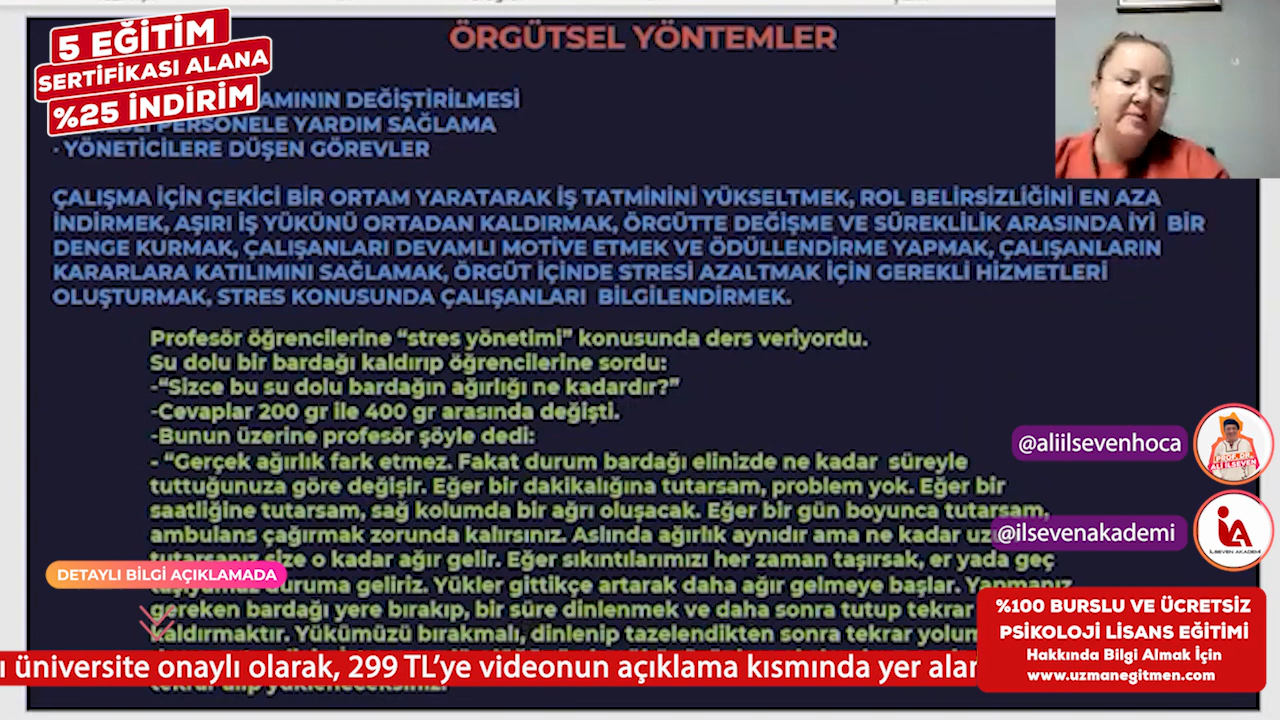 ÖRGÜTSEL YÖNTEMLER
5 EĞİTİM
SERTİFİKASI ALANA
%25 İNDİRİM
DEĞİŞTİRİLMESİ
PERSONELE YARDIM SAĞLAMA
· YÖNETİCİLERE DÜŞEN GÖREVLER
ÇALIŞMA İÇİN ÇEKİCİ BİR ORTAM YARATARAK İŞ TATMİNİNİ YÜKSELTMEK, ROL BELİRSİZLİĞİNİ EN AZA
İNDİRMEK, AŞIRI İŞ YÜKÜNÜ ORTADAN KALDIRMAK, ÖRGÜTTE DEĞİŞME VE SÜREKLİLİK ARASINDA İYİ BİR
DENGE KURMAK, ÇALIŞANLARI DEVAMLI MOTİVE ETMEK VE ÖDÜLLENDİRME YAPMAK, ÇALIŞANLARIN
KARARLARA KATILIMINI SAĞLAMAK, ÖRGÜT İÇİNDE STRESİ AZALTMAK İÇİN GEREKLİ HİZMETLERİ
OLUŞTURMAK, STRES KONUSUNDA ÇALIŞANLARI BİLGİLENDİRMEK.
Profesör öğrencilerine “stres yönetimi” konusunda ders veriyordu.
Su dolu bir bardağı kaldırıp öğrencilerine sordu:
-“Sizce bu su dolu bardağın ağırlığı ne kadardır?”
-Cevaplar 200 gr ile 400 gr arasında değişti.
-Bunun üzerine profesör şöyle dedi:
- “Gerçek ağırlık fark etmez. Fakat durum bardağı elinizde ne kadar süreyle
tuttuğunuza göre değişir. Eğer bir dakikalığına tutarsam, problem yok. Eğer bir
saatliğine tutarsam, sağ kolumda bir ağrı oluşacak. Eğer bir gün boyunca tutarsam,
ambulans çağırmak zorunda kalırsınız. Aslında ağırlık aynıdır ama ne kadar
tutarsanız size o kadar ağır gelir. Eğer sıkıntılarımızı her zaman taşırsak, er yada geç
duruma geliriz. Yükler gittikçe artarak daha ağır gelmeye başlar. Yapmanız
gereken bardağı yere bırakıp, bir süre dinlenmek ve daha sonra tutup tekrar
kaldırmaktır. Yükümüzü bırakmalı, dinlenip tazelendikten sonra tekrar
@aliilsevenhoca
PROF. DR.
ALİ İLSEVEN
@ilsevenakademi
İLSEVEN AKADEMİ
DETAYLI BİLGİ AÇIKLAMADA
üniversite onaylı olarak, 299 TL’ye videonun açıklama kısmında yer
%100 BURSLU VE ÜCRETSİZ
PSİKOLOJİ LİSANS EĞİTİMİ
Hakkında Bilgi Almak İçin
www.uzmanegitmen.com